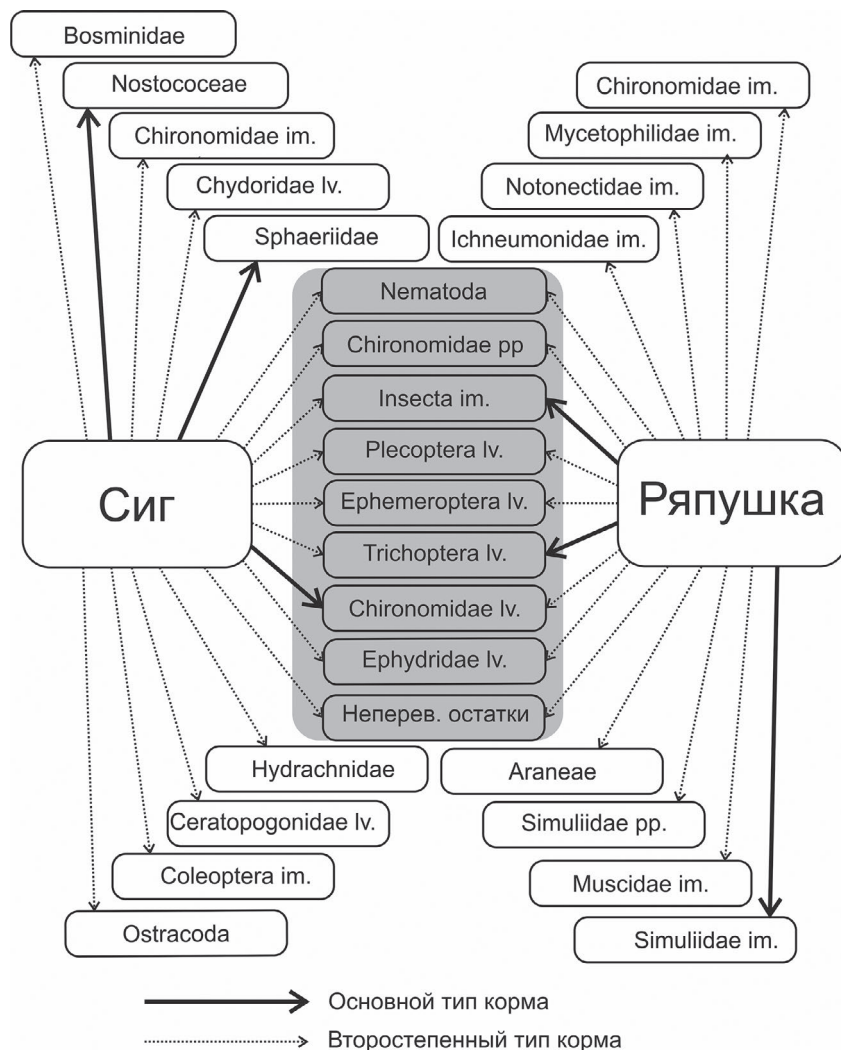 Bosminidae
Nostococeae
Chironomidae im.
Chydoridae lv.
Sphaeriidae
Chironomidae im.
Mycetophilidae im.
Notonectidae im.
Ichneumonidae im.
Nematoda
Chironomidae pp
Insecta im.
Plecoptera lv.
Ephemeroptera lv.
Trichoptera lv.
Chironomidae lv.
Ephydridae lv.
Неперев. остатки
Сиг
Ряпушка
Hydrachnidae
Ceratopogonidae lv.
Coleoptera im.
Ostracoda
Araneae
Simuliidae pp.
Muscidae im.
Simuliidae im.
Основной тип корма
Второстепенный тип корма